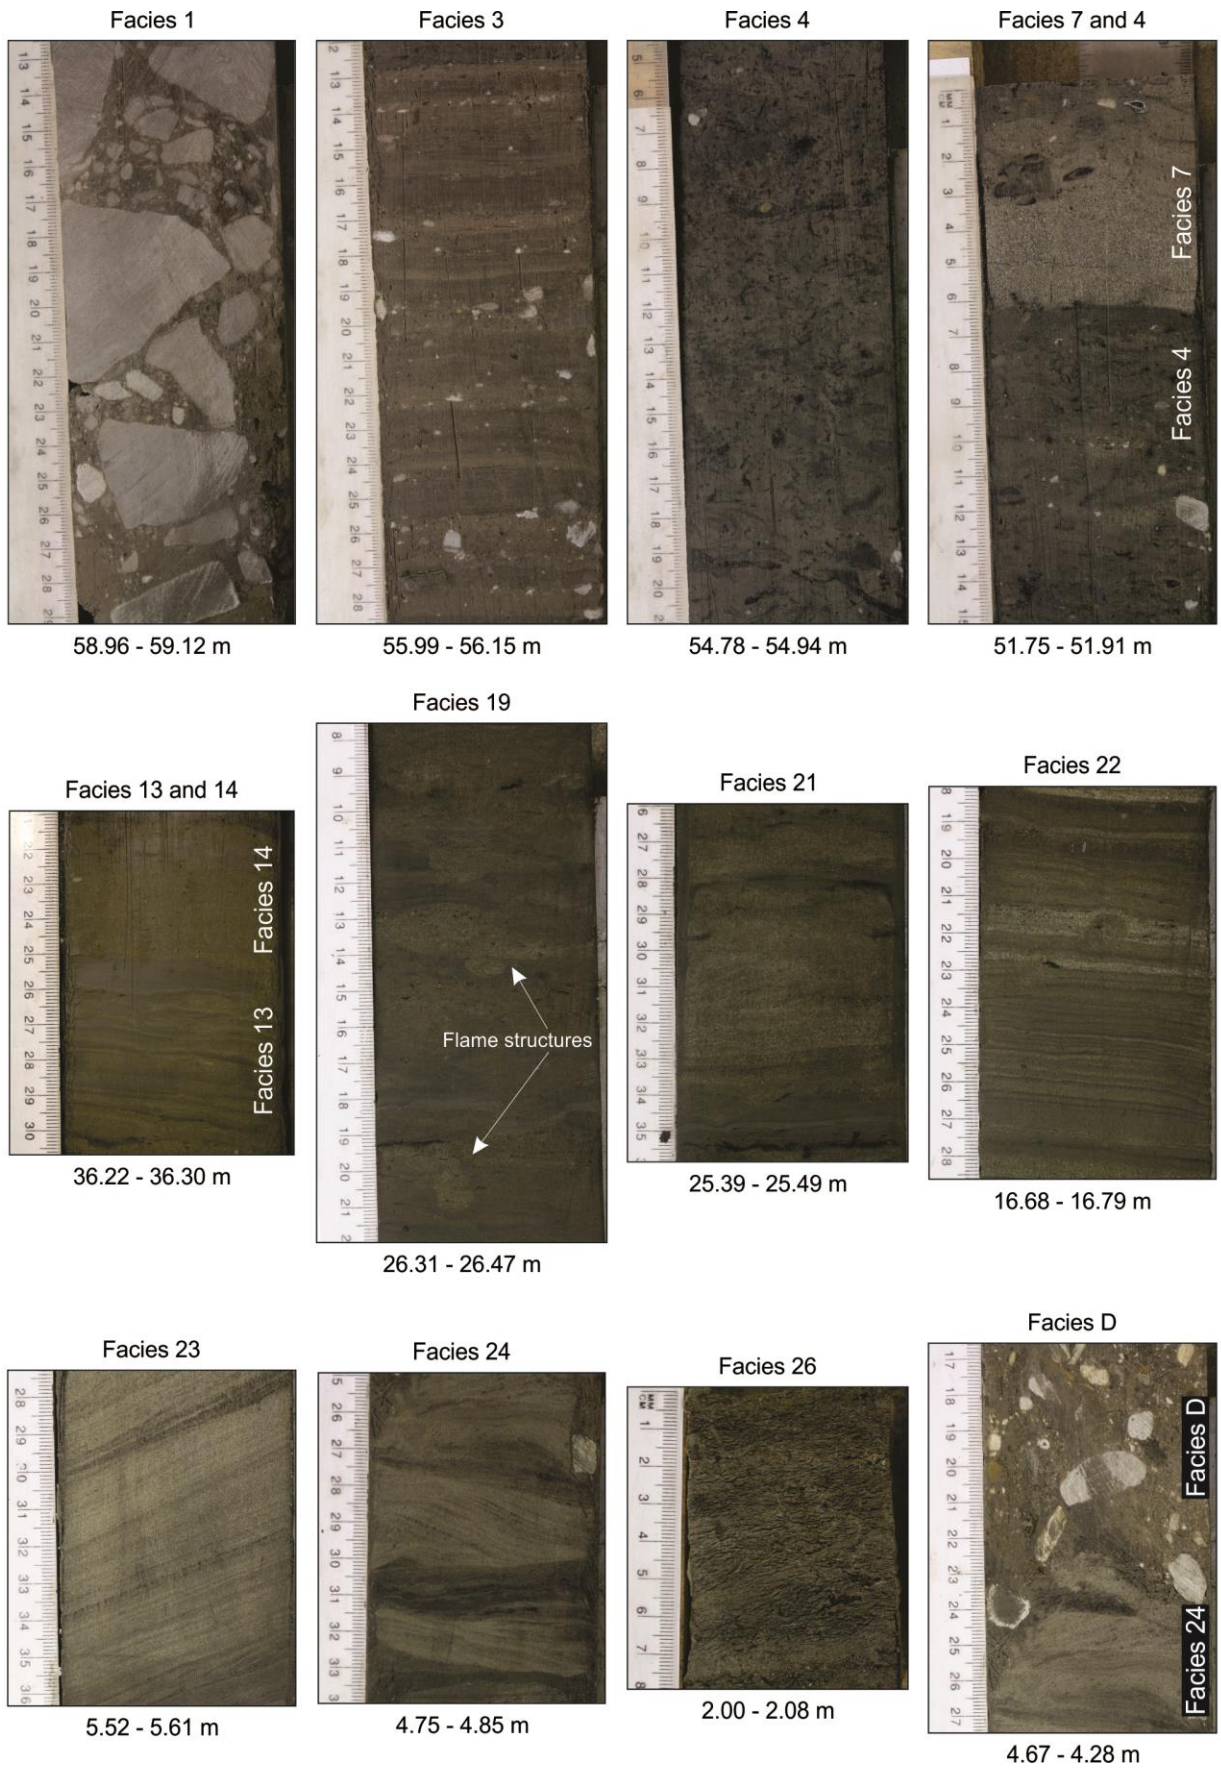 Facies 1
Facies 3
Facies 4
Facies 7 and 4
Facies 7
Facies 4
58.96 - 59.12 m
55.99 - 56.15 m
54.78 - 54.94 m
51.75 - 51.91 m
Facies 13 and 14
Facies 19
Facies 21
Facies 22
Facies 14
Facies 13
Flame structures
36.22 - 36.30 m
26.31 - 26.47 m
25.39 - 25.49 m
16.68 - 16.79 m
Facies 23
Facies 24
Facies 26
Facies D
Facies D
Facies 24
5.52 - 5.61 m
4.75 - 4.85 m
2.00 - 2.08 m
4.67 - 4.28 m